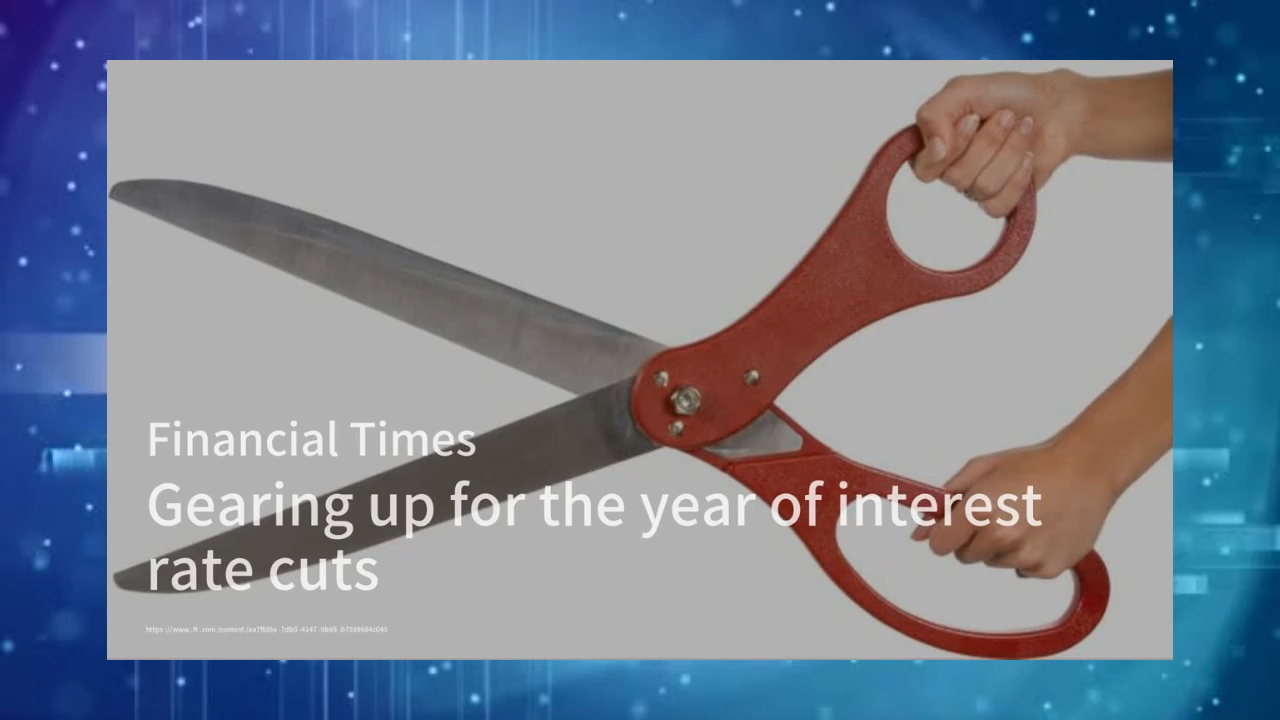 Financial Times
Gearing up for the year of interest
rate cuts